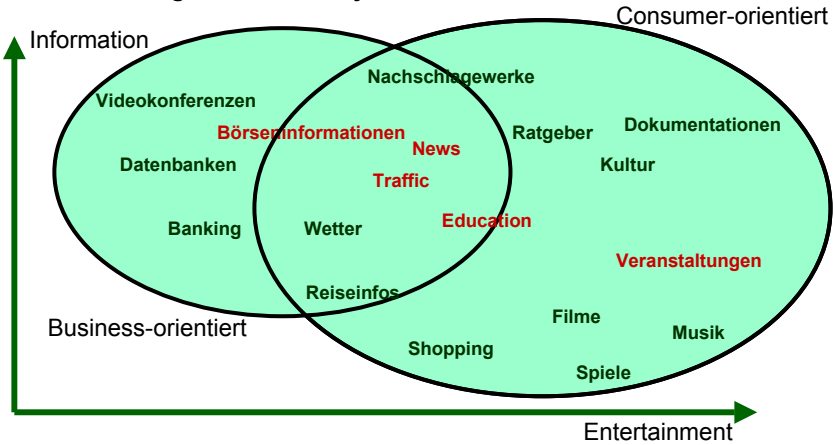 Consumer-orientiert
Information
Nachschlagewerke
Videokonferenzen
Börseninformationen
Ratgeber
Dokumentationen
News
Datenbanken
Kultur
Traffic
Education
Banking
Wetter
Veranstaltungen
Reiseinfos
Filme
Business-orientiert
Musik
Shopping
Spiele
Entertainment